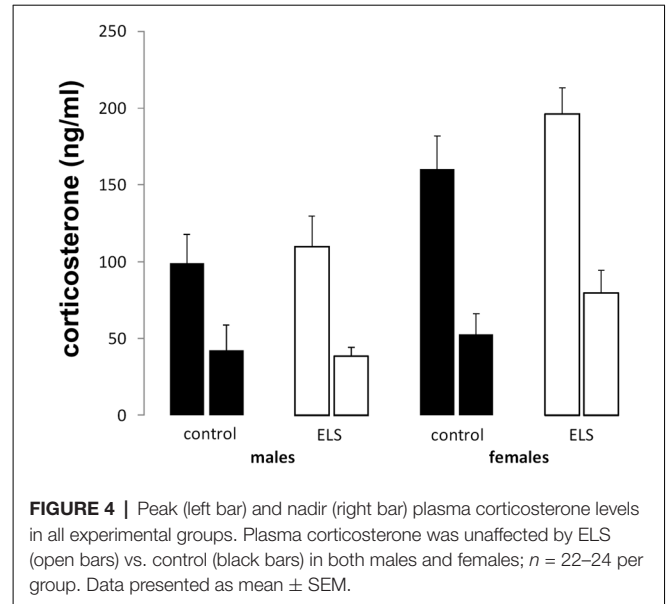 250
200
150
100
50
0
corticosterone (ng/ml)
control
ELS
control
ELS
males
females
FIGURE 4 | Peak (left bar) and nadir (right bar) plasma corticosterone levels
in all experimental groups. Plasma corticosterone was unaffected by ELS
(open bars) vs. control (black bars) in both males and females; n = 22–24 per
group. Data presented as mean ± SEM.